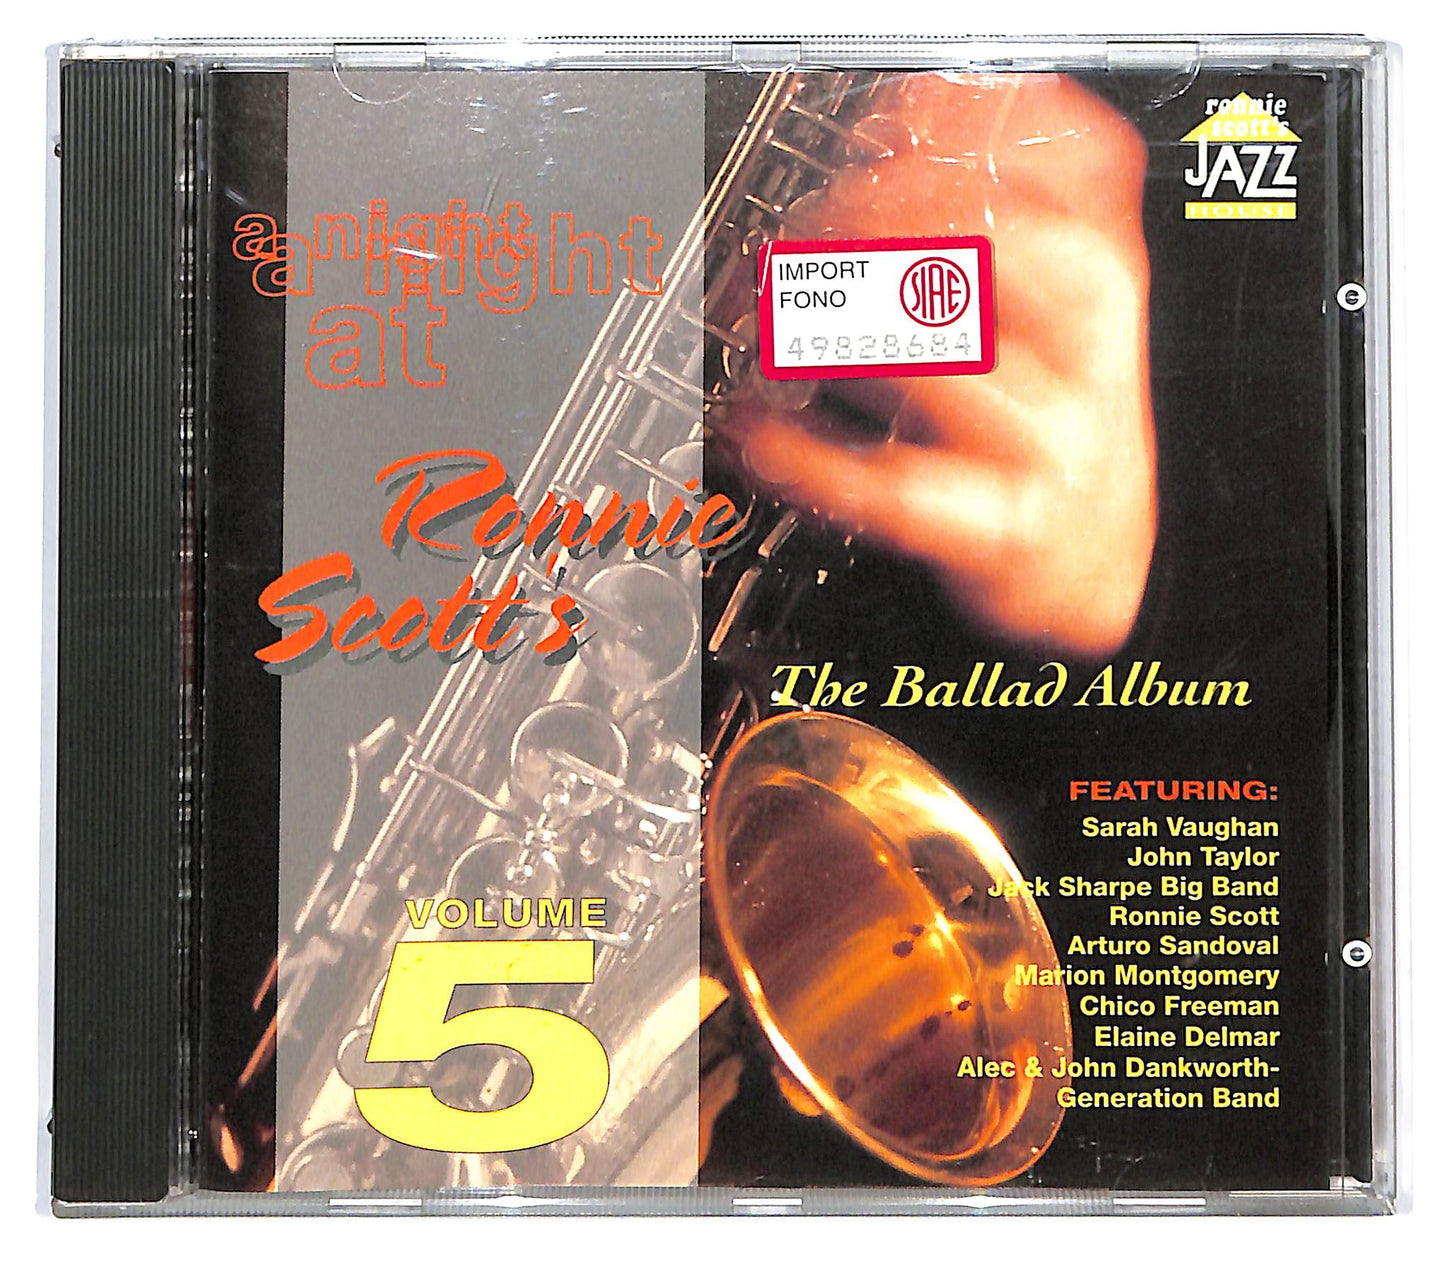 ronnie
scott's
JAZZ
HOUSE
a night
a night
at
IMPORT
FONO
SIAE
49828684
Ronnie
Scott's
The Ballad Album
FEATURING:
Sarah Vaughan
John Taylor
Jack Sharpe Big Band
Ronnie Scott
Arturo Sandoval
Marion Montgomery
Chico Freeman
Elaine Delmar
Alec & John Dankworth-
Generation Band
VOLUME
5